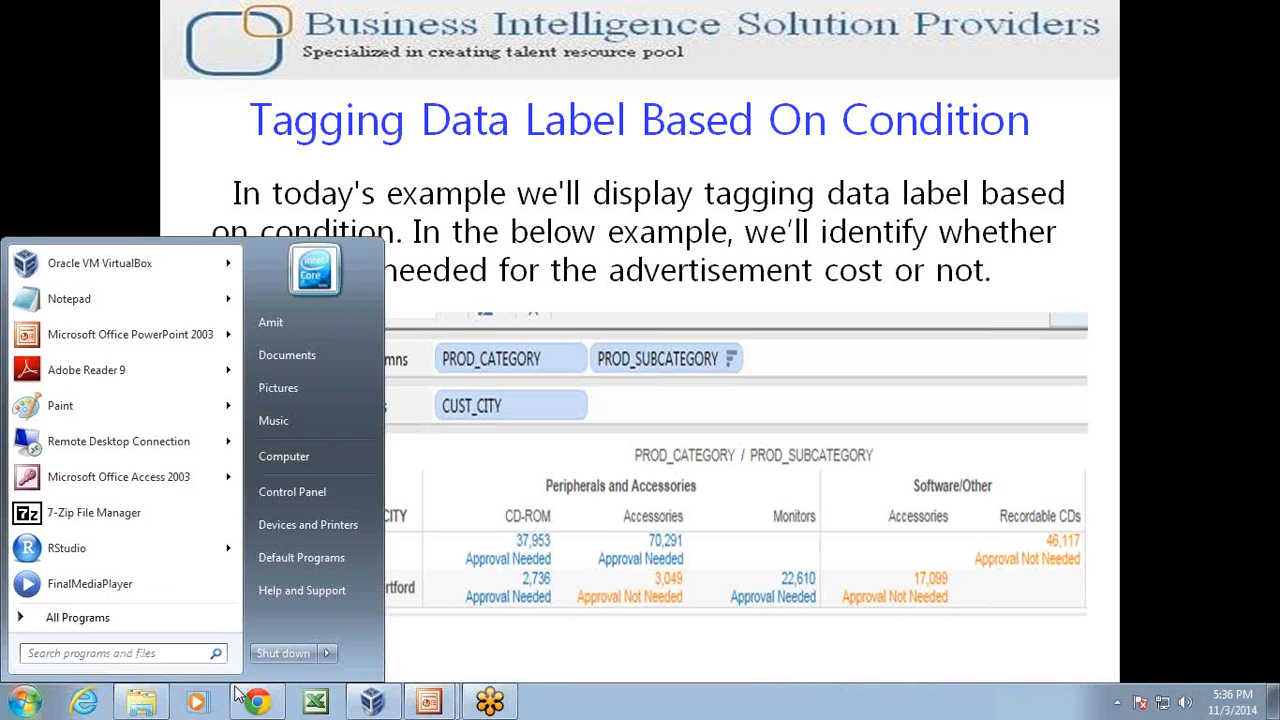 Business Intelligence Solution Providers
Specialized in creating talent resource pool
Tagging Data Label Based On Condition
In today's example we'll display tagging data label based
on condition. In the below example, we'll identify whether
needed for the advertisement cost or not.
Oracle VM VirtualBox
Notepad
Microsoft Office PowerPoint 2003
Adobe Reader 9
Paint
Remote Desktop Connection
Microsoft Office Access 2003
7-Zip File Manager
RStudio
FinalMediaPlayer
All Programs
Search programs and files
Amit
Documents
Pictures
Music
Computer
Control Panel
Devices and Printers
Default Programs
Help and Support
Shut down
intel
Core
mns PROD_CATEGORY PROD_SUBCATEGORY
s CUST_CITY
PROD_CATEGORY / PROD_SUBCATEGORY
Peripherals and Accessories Software/Other
CITY CD-ROM Accessories Monitors Accessories Recordable CDs
37,953 70,291 46,117
Approval Needed Approval Needed Approval Not Needed
rtford 2,736 3,049 22,610 17,099
Approval Needed Approval Not Needed Approval Needed Approval Not Needed
5:36 PM
11/3/2014